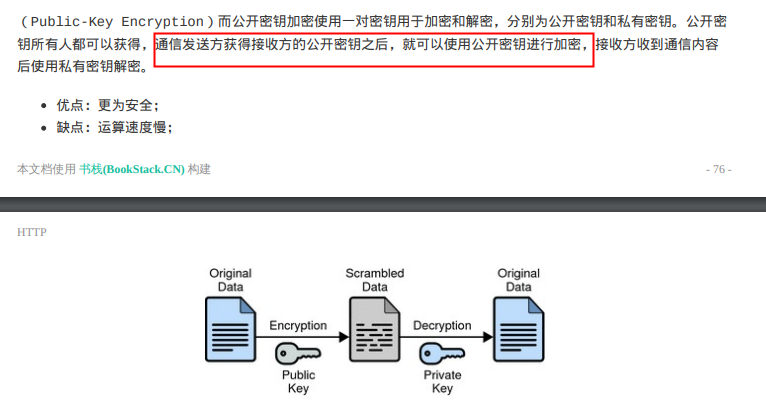 （Public-Key Encryption）而公开密钥加密使用一对密钥用于加密和解密，分别为公开密钥和私有密钥。公开密
钥所有人都可以获得，通信发送方获得接收方的公开密钥之后，就可以使用公开密钥进行加密，接收方收到通信内容
后使用私有密钥解密。
• 优点：更为安全；
• 缺点：运算速度慢；
本文档使用 书栈(BookStack.CN) 构建
- 76 -
HTTP
Original
Data
Scrambled
Data
Original
Data
Encryption
Decryption
Public
Key
Private
Key